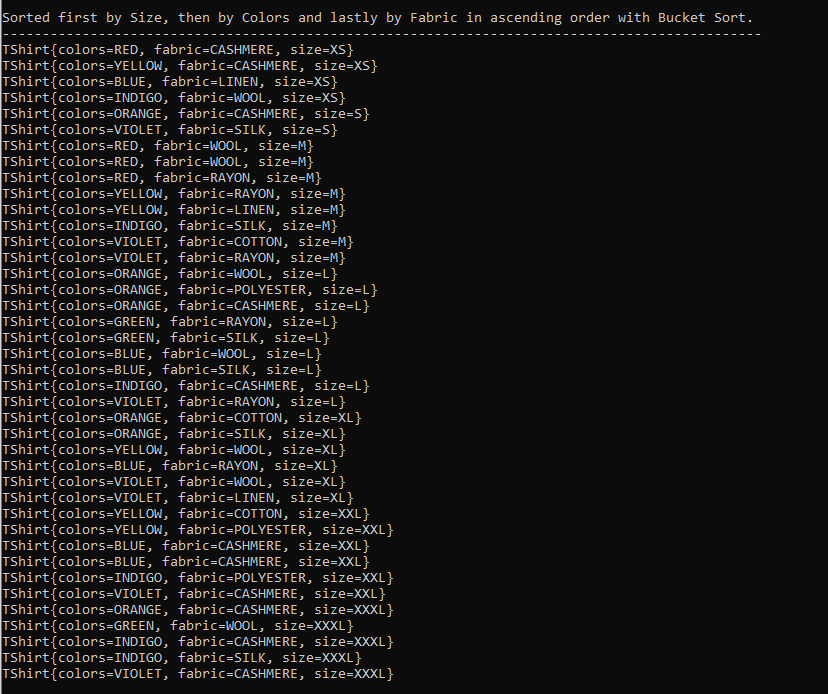 Sorted first by Size, then by Colors and lastly by Fabric in ascending order with Bucket Sort.
-----------------------------------------------------------------------------------------------
TShirt{colors=RED, fabric=CASHMERE, size=XS}
TShirt{colors=YELLOW, fabric=CASHMERE, size=XS}
TShirt{colors=BLUE, fabric=LINEN, size=XS}
TShirt{colors=INDIGO, fabric=WOOL, size=XS}
TShirt{colors=ORANGE, fabric=CASHMERE, size=S}
TShirt{colors=VIOLET, fabric=SILK, size=S}
TShirt{colors=RED, fabric=WOOL, size=M}
TShirt{colors=RED, fabric=WOOL, size=M}
TShirt{colors=RED, fabric=RAYON, size=M}
TShirt{colors=YELLOW, fabric=RAYON, size=M}
TShirt{colors=YELLOW, fabric=LINEN, size=M}
TShirt{colors=INDIGO, fabric=SILK, size=M}
TShirt{colors=VIOLET, fabric=COTTON, size=M}
TShirt{colors=VIOLET, fabric=RAYON, size=M}
TShirt{colors=ORANGE, fabric=WOOL, size=L}
TShirt{colors=ORANGE, fabric=POLYESTER, size=L}
TShirt{colors=ORANGE, fabric=CASHMERE, size=L}
TShirt{colors=GREEN, fabric=RAYON, size=L}
TShirt{colors=GREEN, fabric=SILK, size=L}
TShirt{colors=BLUE, fabric=WOOL, size=L}
TShirt{colors=BLUE, fabric=SILK, size=L}
TShirt{colors=INDIGO, fabric=CASHMERE, size=L}
TShirt{colors=VIOLET, fabric=RAYON, size=L}
TShirt{colors=ORANGE, fabric=COTTON, size=XL}
TShirt{colors=ORANGE, fabric=SILK, size=XL}
TShirt{colors=YELLOW, fabric=WOOL, size=XL}
TShirt{colors=BLUE, fabric=RAYON, size=XL}
TShirt{colors=VIOLET, fabric=WOOL, size=XL}
TShirt{colors=VIOLET, fabric=LINEN, size=XL}
TShirt{colors=YELLOW, fabric=COTTON, size=XXL}
TShirt{colors=YELLOW, fabric=POLYESTER, size=XXL}
TShirt{colors=BLUE, fabric=CASHMERE, size=XXL}
TShirt{colors=BLUE, fabric=CASHMERE, size=XXL}
TShirt{colors=INDIGO, fabric=POLYESTER, size=XXL}
TShirt{colors=VIOLET, fabric=CASHMERE, size=XXL}
TShirt{colors=ORANGE, fabric=CASHMERE, size=XXXL}
TShirt{colors=GREEN, fabric=WOOL, size=XXXL}
TShirt{colors=INDIGO, fabric=CASHMERE, size=XXXL}
TShirt{colors=INDIGO, fabric=SILK, size=XXXL}
TShirt{colors=VIOLET, fabric=CASHMERE, size=XXXL}